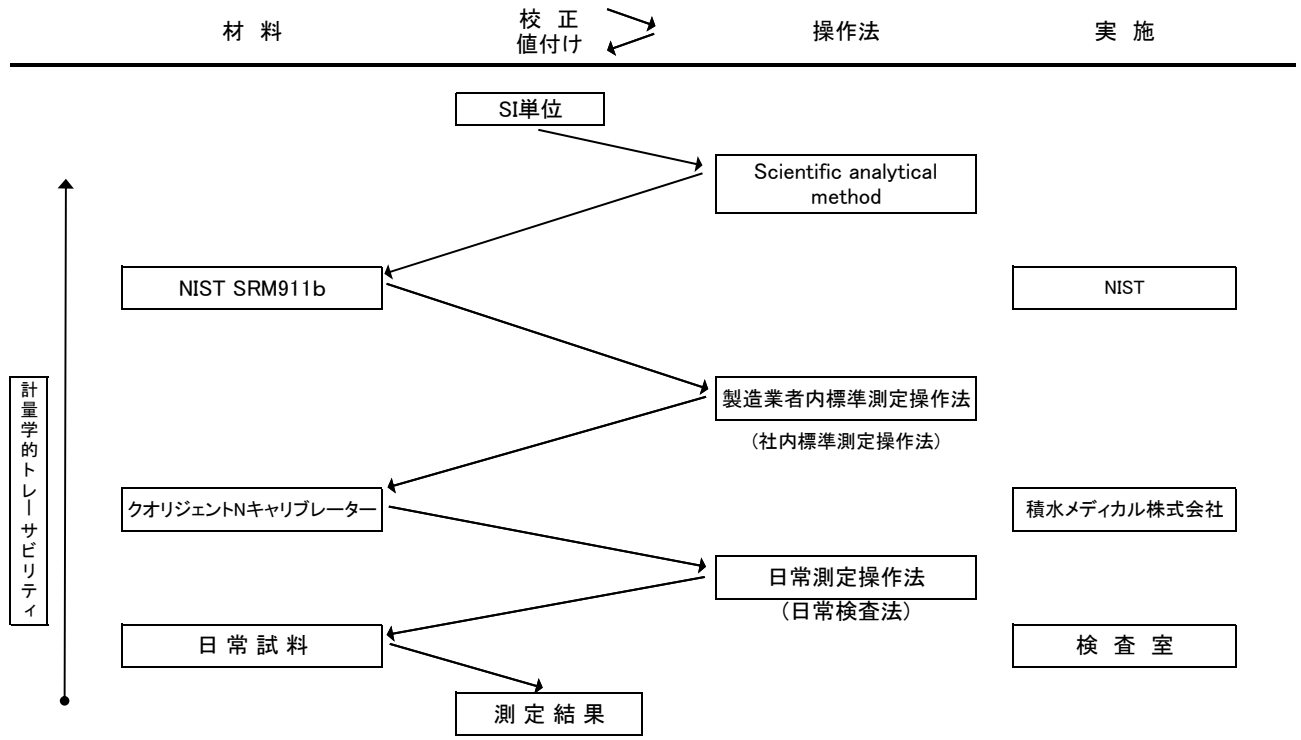 材 料
校 正
値付け
操作法
実 施
SI単位
Scientific analytical
method
NIST SRM911b
NIST
製造業者内標準測定操作法
(社内標準測定操作法)
計量学的トレーサビリティ
クオリジェントNキャリブレーター
積水メディカル株式会社
日常測定操作法
(日常検査法)
日 常 試 料
検 査 室
測 定 結 果